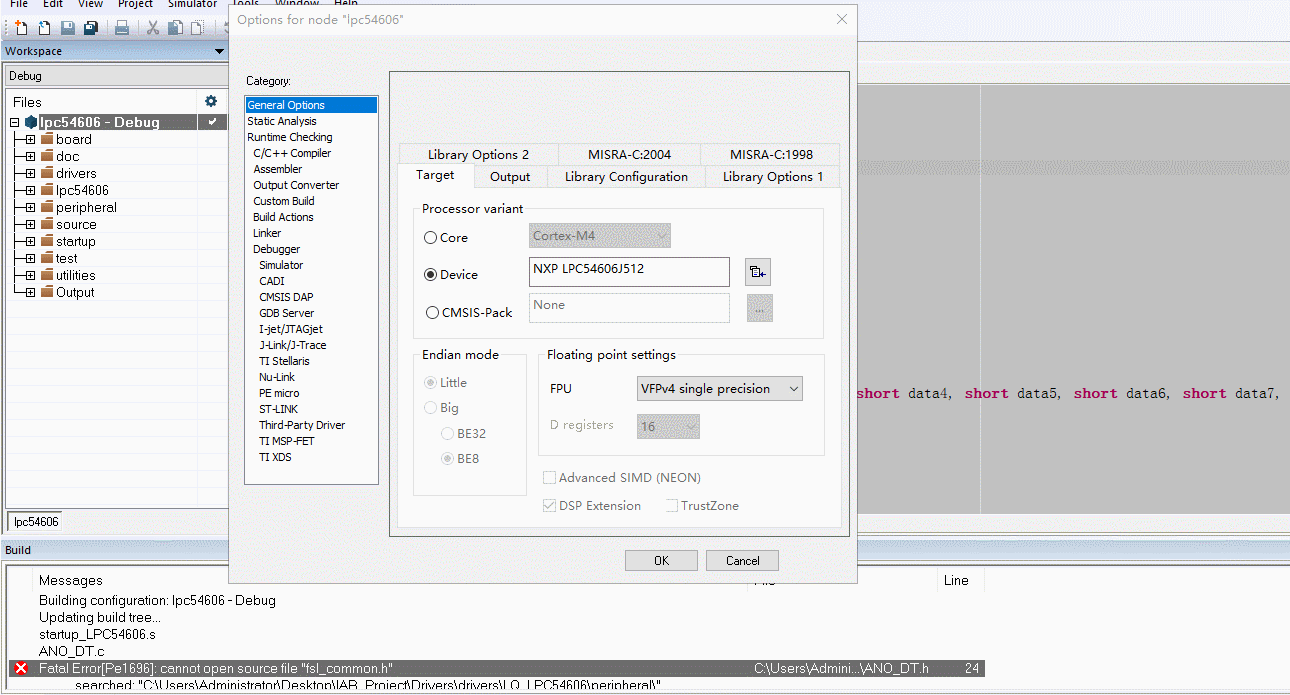 File Edit View Project Simulator Tools Window Help
Options for node "lpc54606"
Workspace
Debug
Files
lpc54606 - Debug
board
doc
drivers
lpc54606
peripheral
source
startup
test
utilities
Output
lpc54606
Category:
General Options
Static Analysis
Runtime Checking
C/C++ Compiler
Assembler
Output Converter
Custom Build
Build Actions
Linker
Debugger
Simulator
CADI
CMSIS DAP
GDB Server
I-jet/JTAGjet
J-Link/J-Trace
TI Stellaris
Nu-Link
PE micro
ST-LINK
Third-Party Driver
TI MSP-FET
TI XDS
Library Options 2 MISRA-C:2004 MISRA-C:1998
Target Output Library Configuration Library Options 1
Processor variant
Core Cortex-M4
Device NXP LPC54606J512
CMSIS-Pack None ...
Endian mode
Little
Big
BE32
BE8
Floating point settings
FPU VFPv4 single precision
D registers 16
Advanced SIMD (NEON)
DSP Extension TrustZone
OK Cancel
short data4, short data5, short data6, short data7,
Build
Messages File Line
Building configuration: lpc54606 - Debug
Updating build tree...
startup_LPC54606.s
ANO_DT.c
Fatal Error[Pe1696]: cannot open source file "fsl_common.h" C:\Users\Admini...\ANO_DT.h 24
searched: "C:\Users\Administrator\Desktop\IAR_Project\Drivers\drivers\LQ_LPC54606\peripheral\"